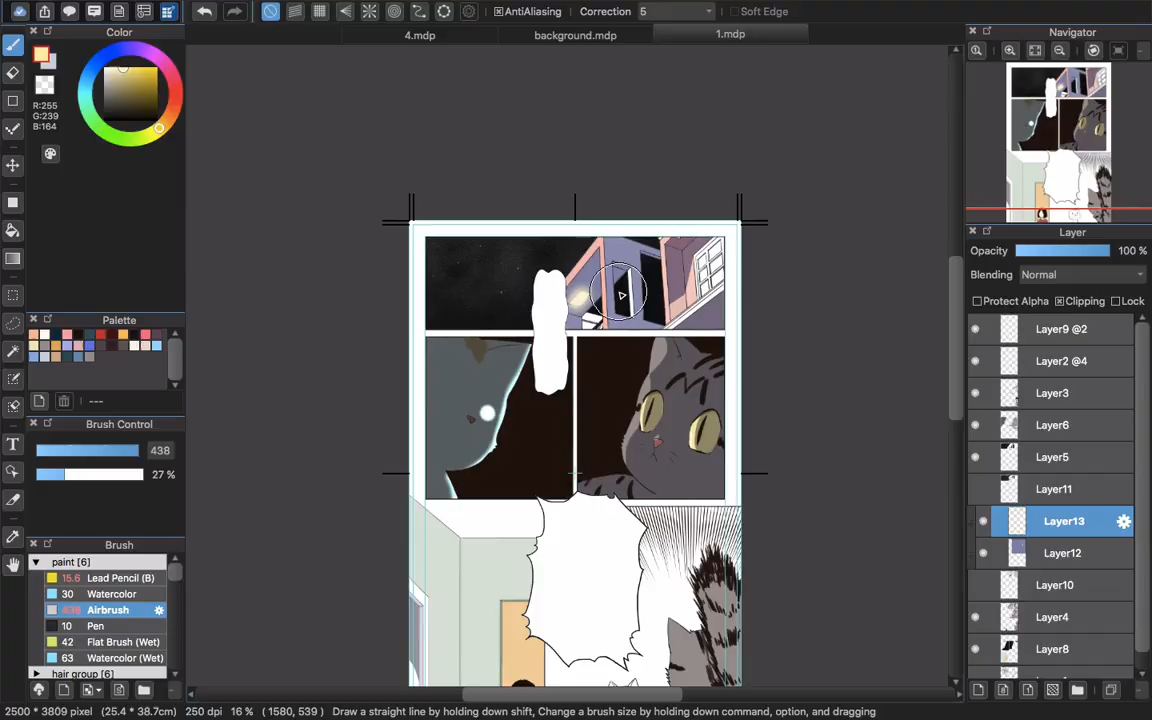 AntiAliasing Correction 5 Soft Edge
4.mdp background.mdp 1.mdp
Color
R:255
G:239
B:164
Palette
---
Brush Control
438
27 %
Brush
paint [6]
15.6 Lead Pencil (B)
30 Watercolor
438 Airbrush
10 Pen
42 Flat Brush (Wet)
63 Watercolor (Wet)
hair group [6]
Navigator
Layer
Opacity 100 %
Blending Normal
Protect Alpha Clipping Lock
Layer9 @2
Layer2 @4
Layer3
Layer6
Layer5
Layer11
Layer13
Layer12
Layer10
Layer4
Layer8
2500 * 3809 pixel (25.4 * 38.7cm) 250 dpi 16 % ( 1580, 539 ) Draw a straight line by holding down shift, Change a brush size by holding down command, option, and dragging